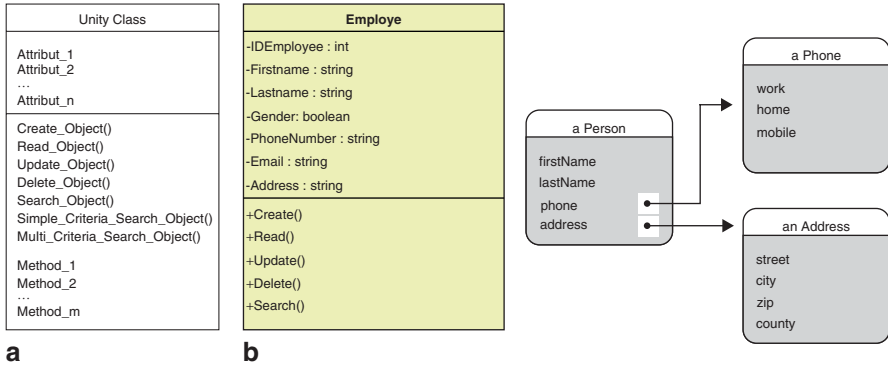 Unity Class
Attribut_1
Attribut_2
...
Attribut_n
Create_Object()
Read_Object()
Update_Object()
Delete_Object()
Search_Object()
Simple_Criteria_Search_Object()
Multi_Criteria_Search_Object()
Method_1
Method_2
...
Method_m
a
Employe
-IDEmployee : int
-Firstname : string
-Lastname : string
-Gender: boolean
-PhoneNumber : string
-Email : string
-Address : string
+Create()
+Read()
+Update()
+Delete()
+Search()
b
a Person
firstName
lastName
phone
address
a Phone
work
home
mobile
an Address
street
city
zip
county